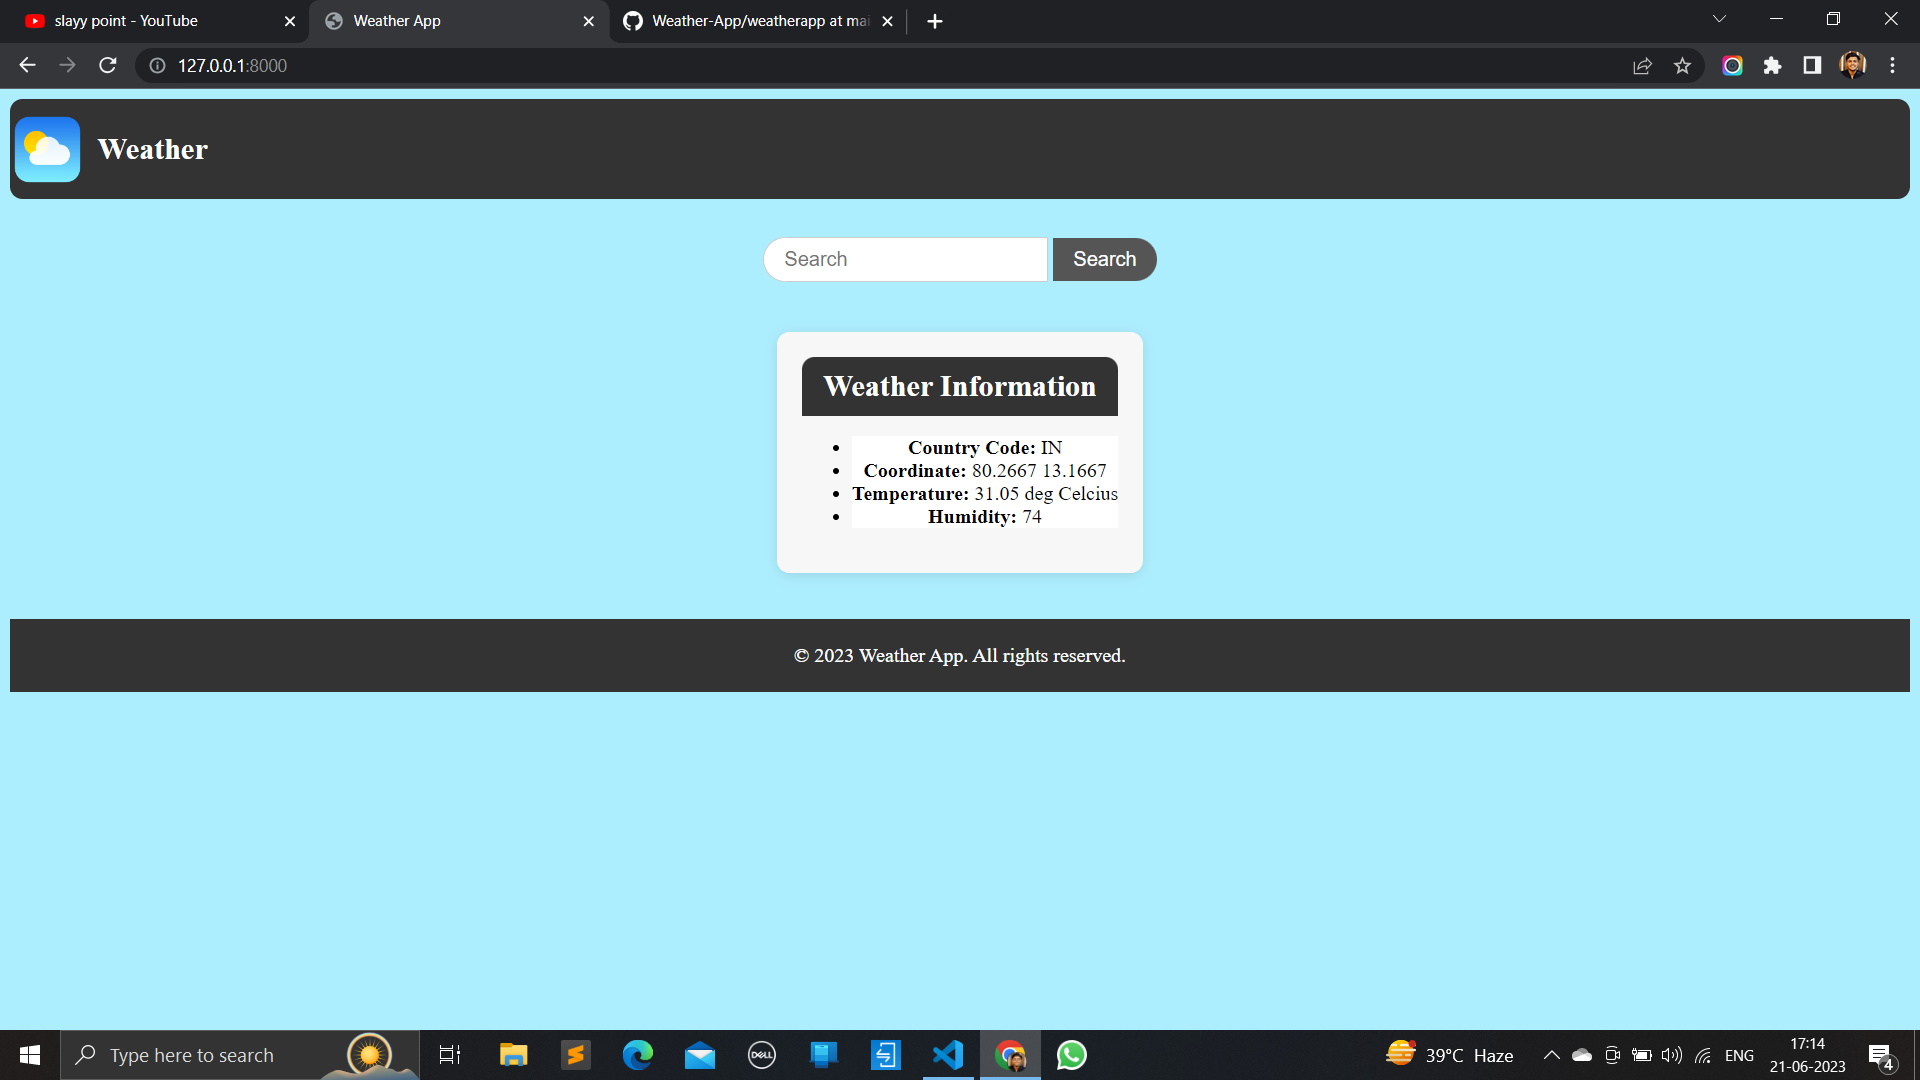 slayy point - YouTube
Weather App
Weather-App/weatherapp at mai
127.0.0.1:8000
Weather
Search
Search
Weather Information
Country Code: IN
Coordinate: 80.2667 13.1667
Temperature: 31.05 deg Celcius
Humidity: 74
© 2023 Weather App. All rights reserved.
Type here to search
DELL
39°C Haze
ENG
17:14
21-06-2023
4